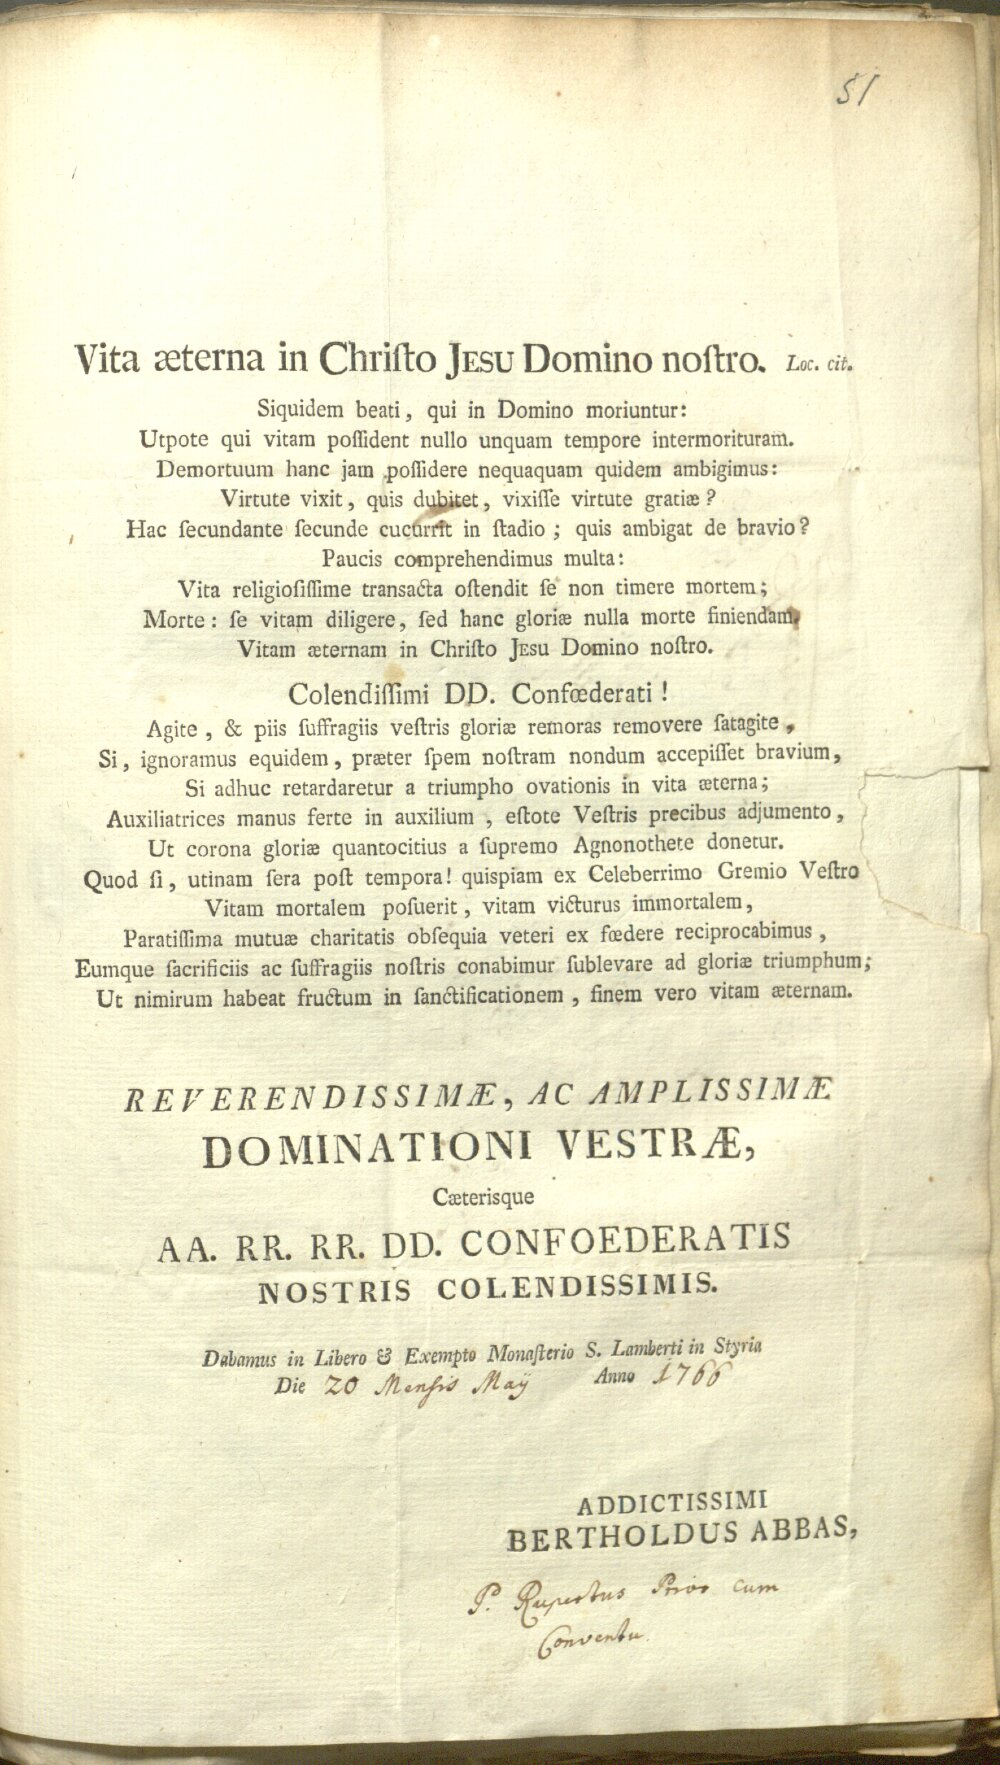 51
Vita æterna in Chriſto JESU Domino noſtro. Loc. cit.
Siquidem beati, qui in Domino moriuntur:
Utpote qui vitam poſſident nullo unquam tempore intermorituram.
Demortuum hanc jam poſſidere nequaquam quidem ambigimus:
Virtute vixit, quis dubitet, vixiſſe virtute gratiæ?
Hac ſecundante ſecunde cucurrit in ſtadio; quis ambigat de bravio?
Paucis comprehendimus multa:
Vita religioſiſſime transacta oſtendit ſe non timere mortem;
Morte: ſe vitam diligere, ſed hanc gloriæ nulla morte finiendam,
Vitam æternam in Chriſto JESU Domino noſtro.
Colendiſſimi DD. Confœderati!
Agite, & piis ſuffragiis veſtris gloriæ remoras removere ſatagite,
Si, ignoramus equidem, præter ſpem noſtram nondum accepiſſet bravium,
Si adhuc retardaretur a triumpho ovationis in vita æterna;
Auxiliatrices manus ferte in auxilium, eſtote Veſtris precibus adjumento,
Ut corona gloriæ quantocitius a ſupremo Agnonothete donetur.
Quod ſi, utinam ſera poſt tempora! quispiam ex Celeberrimo Gremio Veſtro
Vitam mortalem poſuerit, vitam victurus immortalem,
Paratiſſima mutuæ charitatis obſequia veteri ex fœdere reciprocabimus,
Eumque ſacrificiis ac ſuffragiis noſtris conabimur ſublevare ad gloriæ triumphum;
Ut nimirum habeat fructum in ſanctificationem, finem vero vitam æternam.
REVERENDISSIMÆ, AC AMPLISSIMÆ
DOMINATIONI VESTRÆ,
Cæterisque
AA. RR. RR. DD. CONFOEDERATIS
NOSTRIS COLENDISSIMIS.
Dabamus in Libero & Exempto Monaſterio S. Lamberti in Styria
Die 20 Menſis Maÿ Anno 1766
ADDICTISSIMI
BERTHOLDUS ABBAS,
P. Rupertus Prior cum
Conventu.